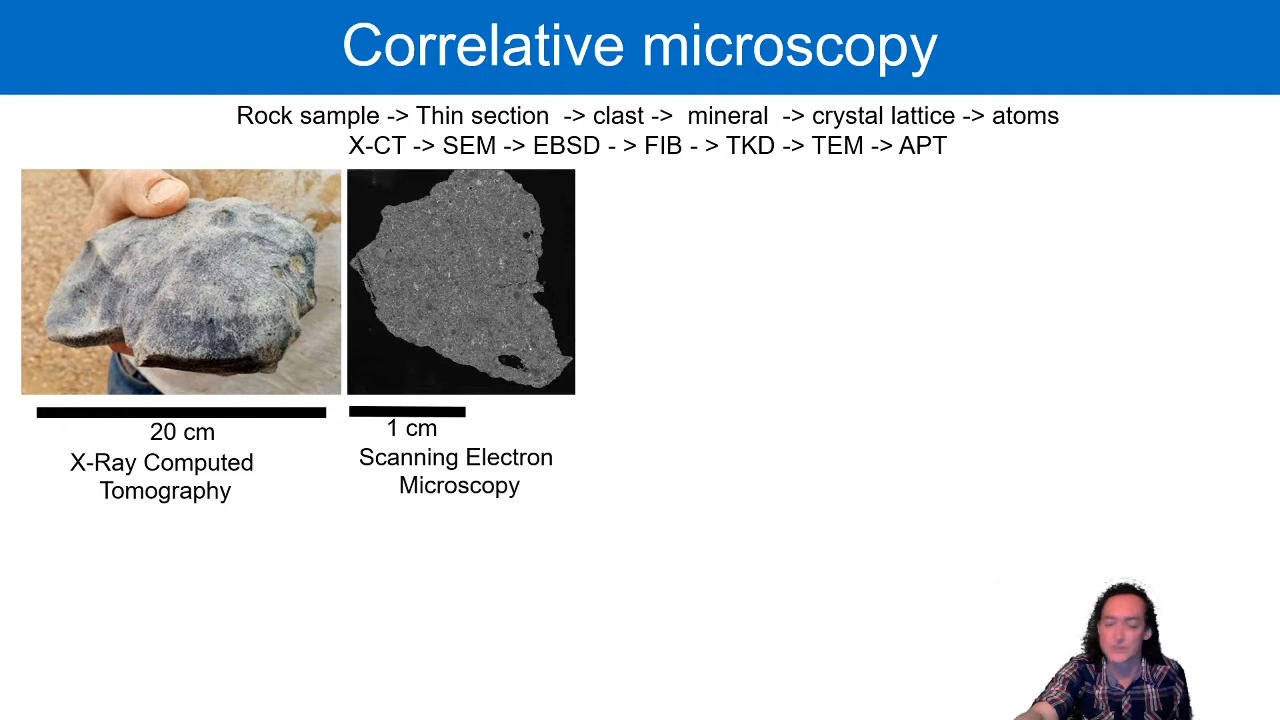 Correlative microscopy
Rock sample -> Thin section -> clast -> mineral -> crystal lattice -> atoms
X-CT -> SEM -> EBSD - > FIB - > TKD -> TEM -> APT
20 cm
X-Ray Computed
Tomography
1 cm
Scanning Electron
Microscopy